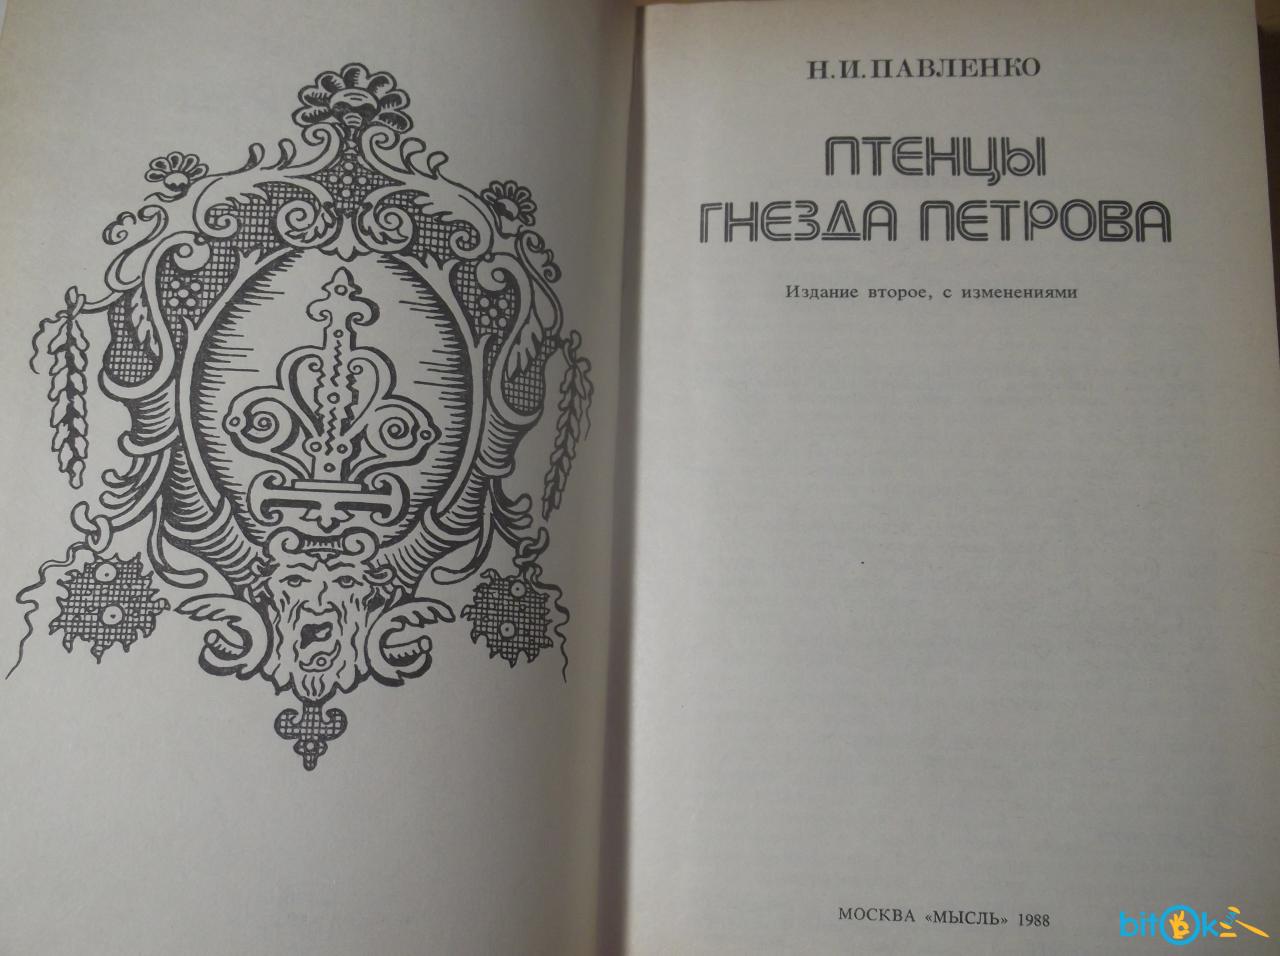 Н. И. ПАВЛЕНКО
ПТЕНЦЫ
ГНЕЗДА ПЕТРОВА
Издание второе, с изменениями
МОСКВА «МЫСЛЬ» 1988
bitOk